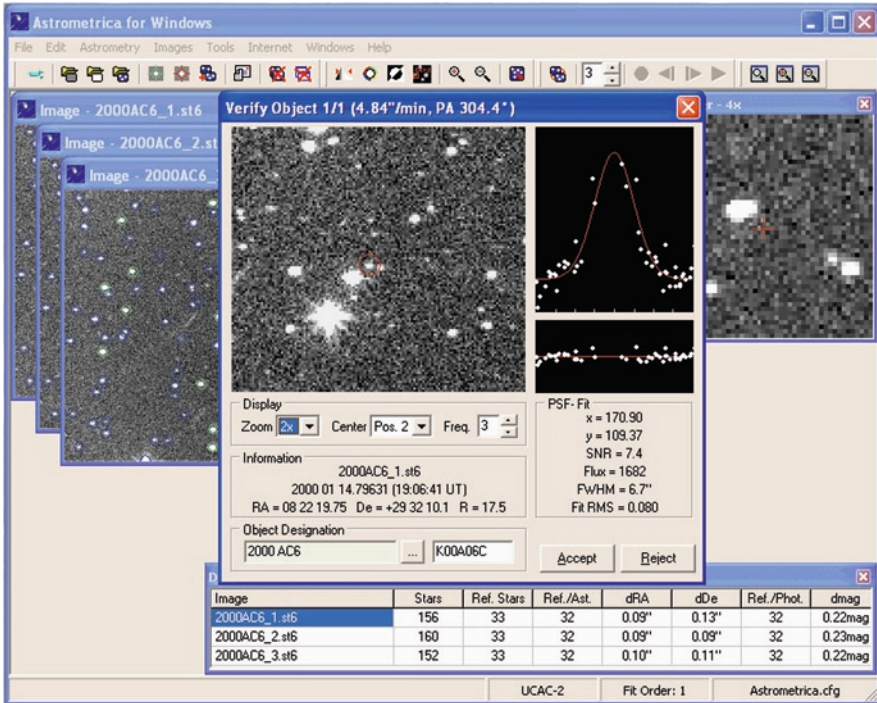 Astrometrica for Windows
File Edit Astrometry Images Tools Internet Windows Help
3
Image - 2000AC6_1.st6
Image - 2000AC6_2.st
Image - 2000AC6_
Verify Object 1/1 (4.84"/min, PA 304.4°)
r - 4x
Display
Zoom 2x Center Pos. 2 Freq. 3
Information
2000AC6_1.st6
2000 01 14.79631 (19:06:41 UT)
RA = 08 22 19.75 De = +29 32 10.1 R = 17.5
Object Designation
2000 AC6 ... K00A06C
PSF- Fit
x = 170.90
y = 109.37
SNR = 7.4
Flux = 1682
FWHM = 6.7"
Fit RMS = 0.080
Accept Reject
D
Image Stars Ref. Stars Ref./Ast. dRA dDe Ref./Phot. dmag
2000AC6_1.st6 156 33 32 0.09" 0.13" 32 0.22mag
2000AC6_2.st6 160 33 32 0.09" 0.09" 32 0.23mag
2000AC6_3.st6 152 33 32 0.10" 0.11" 32 0.22mag
UCAC-2 Fit Order: 1 Astrometrica.cfg